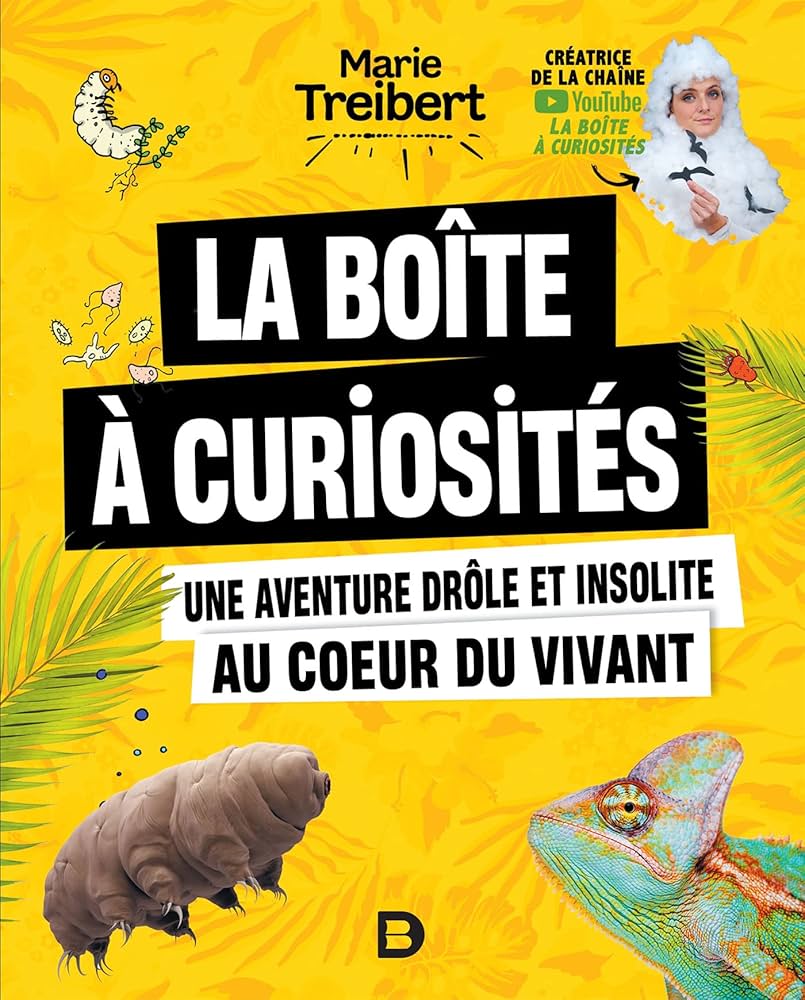 Marie
Treibert
CRÉATRICE
DE LA CHAÎNE
YouTube
LA BOÎTE
À CURIOSITÉS
LA BOÎTE
À CURIOSITÉS
UNE AVENTURE DRÔLE ET INSOLITE
AU COEUR DU VIVANT
D